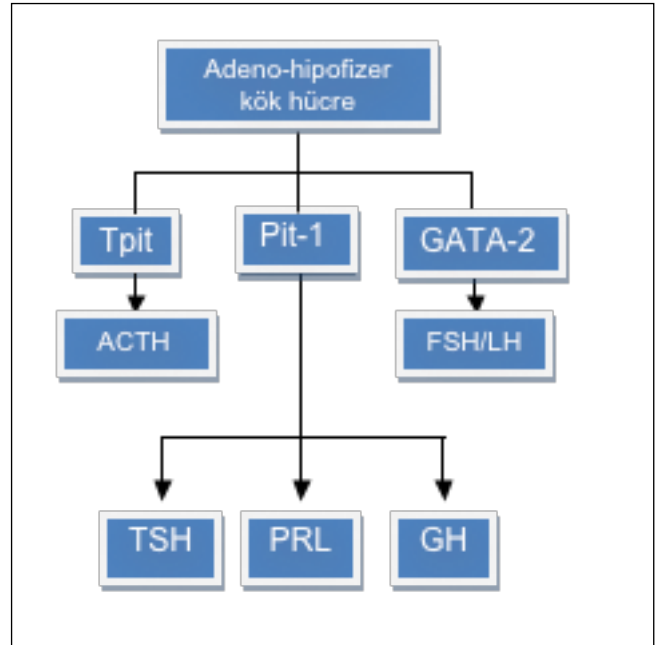 Adeno-hipofizer
kök hücre
Tpit
Pit-1
GATA-2
ACTH
FSH/LH
TSH
PRL
GH